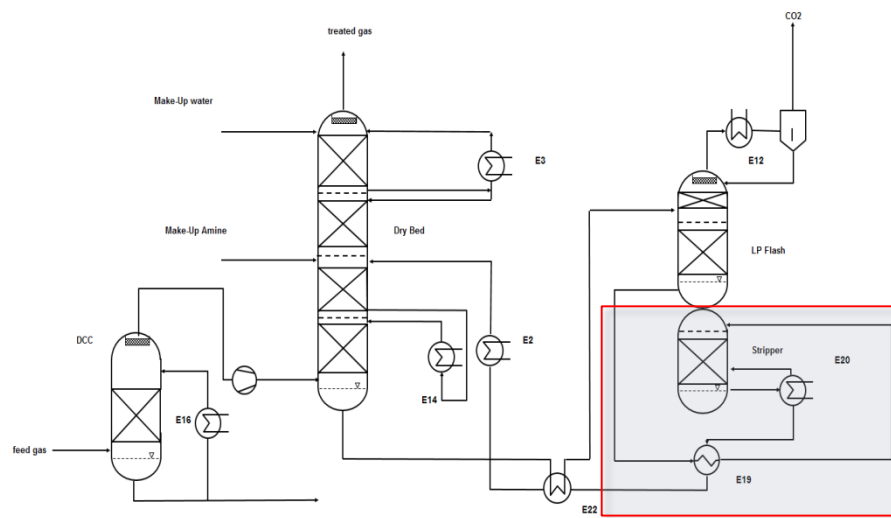 CO2
treated gas
Make-Up water
E3
E12
Make-Up Amine
Dry Bed
LP Flash
DCC
E2
Stripper
E20
E14
E16
feed gas
E19
E22